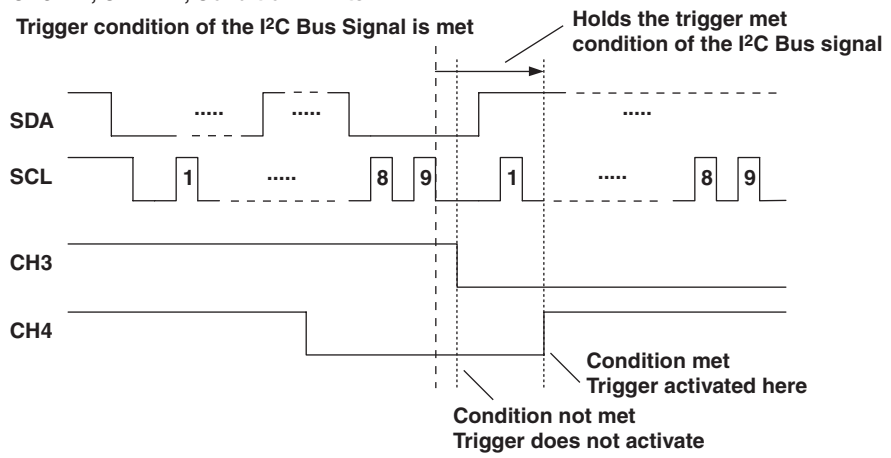 Trigger condition of the I²C Bus Signal is met
Holds the trigger met
condition of the I²C Bus signal
SDA
.....
.....
.....
SCL
1
.....
8
9
1
.....
8
9
CH3
CH4
Condition met
Trigger activated here
Condition not met
Trigger does not activate